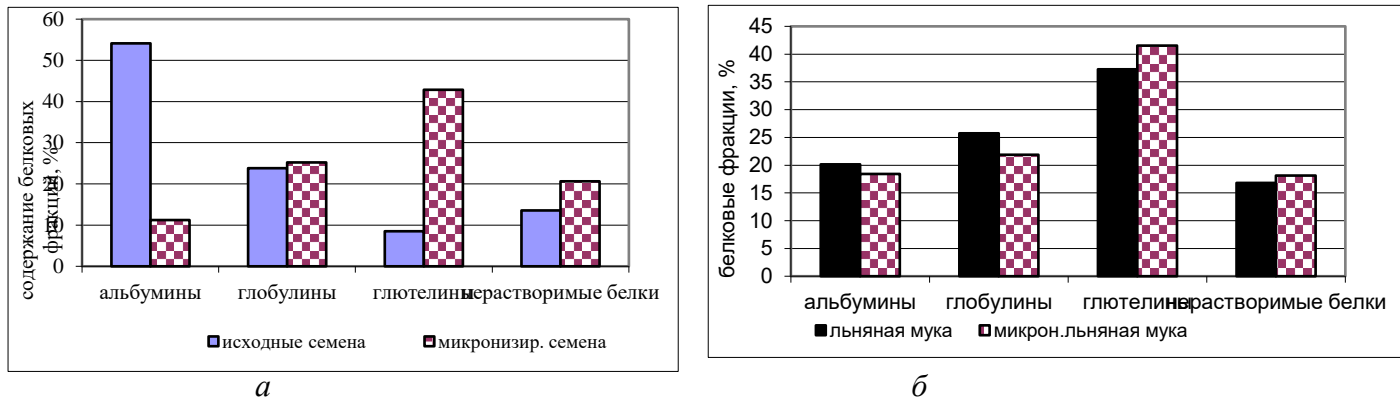 содержание белковых
фракций, %
60
50
40
30
20
10
0
альбумины глобулины глютелины нерастворимые белки
исходные семена микронизир. семена
а
белковые фракции, %
45
40
35
30
25
20
15
10
5
0
альбумины глобулины глютелины нерастворимые белки
льняная мука микрон.льняная мука
б